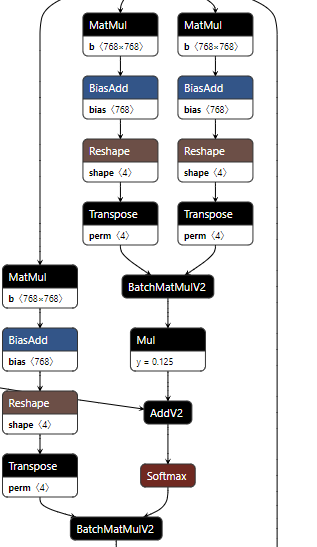 MatMul
b ⟨768×768⟩
MatMul
b ⟨768×768⟩
BiasAdd
bias ⟨768⟩
BiasAdd
bias ⟨768⟩
Reshape
shape ⟨4⟩
Reshape
shape ⟨4⟩
Transpose
perm ⟨4⟩
Transpose
perm ⟨4⟩
MatMul
b ⟨768×768⟩
BatchMatMulV2
BiasAdd
bias ⟨768⟩
Mul
y = 0.125
Reshape
shape ⟨4⟩
AddV2
Transpose
perm ⟨4⟩
Softmax
BatchMatMulV2